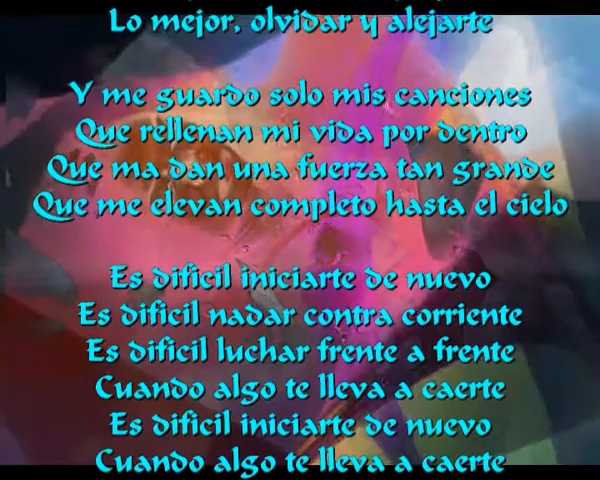 Lo mejor, olvidar y alejarte
Y me guardo solo mis canciones
Que rellenan mi vida por dentro
Que ma dan una fuerza tan grande
Que me elevan completo hasta el cielo
Es dificil iniciarte de nuevo
Es dificil nadar contra corriente
Es dificil luchar frente a frente
Cuando algo te lleva a caerte
Es dificil iniciarte de nuevo
Cuando algo te lleva a caerte